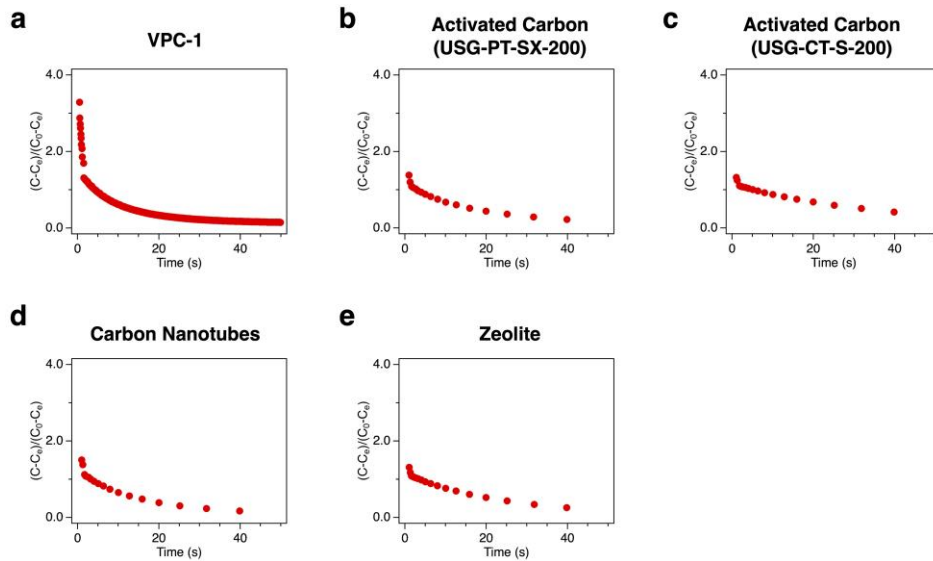 a
VPC-1
4.0
2.0
0.0
(C-Ce)/(C0-Ce)
0
20
40
Time (s)
b
Activated Carbon
(USG-PT-SX-200)
4.0
2.0
0.0
(C-Ce)/(C0-Ce)
0
20
40
Time (s)
c
Activated Carbon
(USG-CT-S-200)
4.0
2.0
0.0
(C-Ce)/(C0-Ce)
0
20
40
Time (s)
d
Carbon Nanotubes
4.0
2.0
0.0
(C-Ce)/(C0-Ce)
0
20
40
Time (s)
e
Zeolite
4.0
2.0
0.0
(C-Ce)/(C0-Ce)
0
20
40
Time (s)